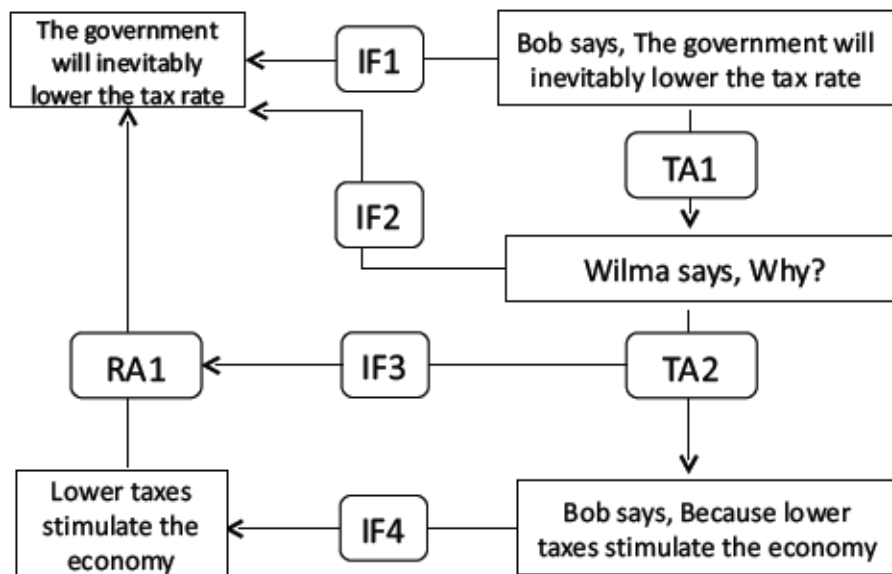 The government
will inevitably
lower the tax rate
IF1
Bob says, The government will
inevitably lower the tax rate
TA1
IF2
Wilma says, Why?
RA1
IF3
TA2
Lower taxes
stimulate the
economy
IF4
Bob says, Because lower
taxes stimulate the economy